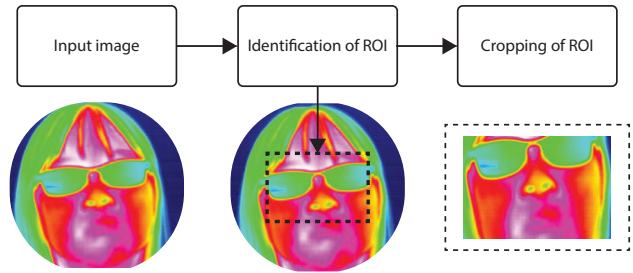 Input image
Identification of ROI
Cropping of ROI